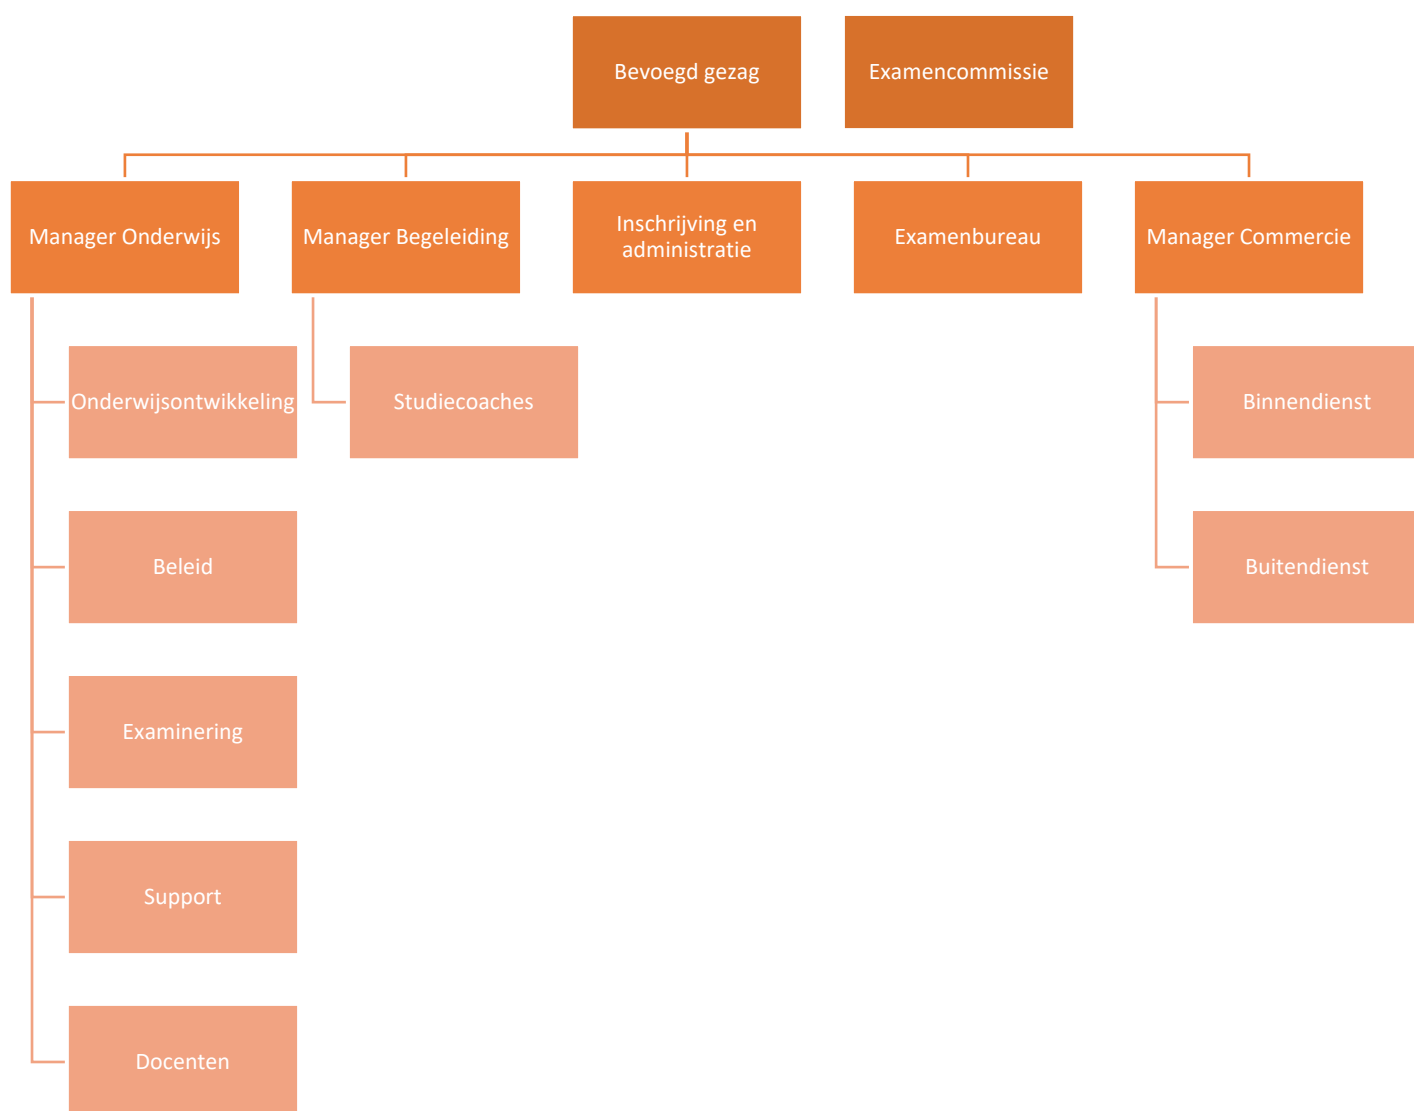 Bevoegd gezag
Examencommissie
Manager Onderwijs
Manager Begeleiding
Inschrijving en
administratie
Examenbureau
Manager Commercie
Onderwijsontwikkeling
Studiecoaches
Binnendienst
Beleid
Buitendienst
Examinering
Support
Docenten